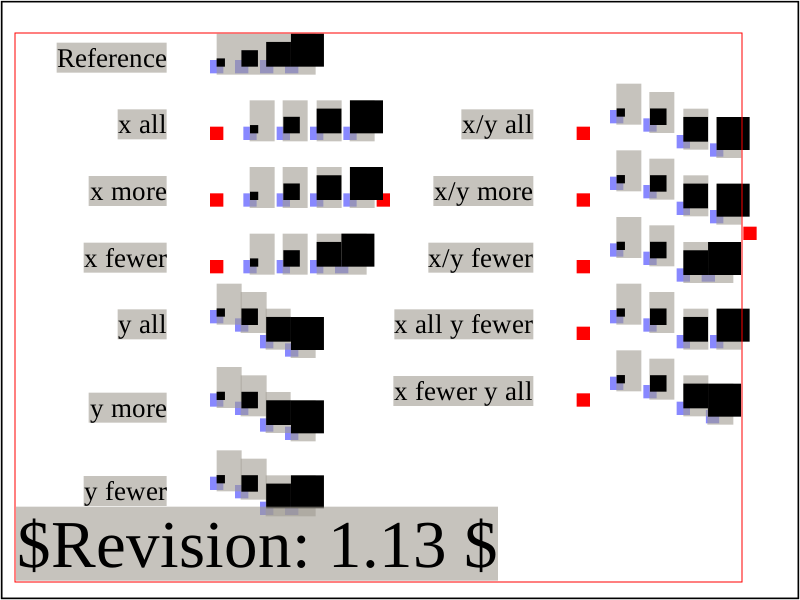 Reference
x all
x/y all
x more
x/y more
x fewer
x/y fewer
y all
x all y fewer
y more
x fewer y all
y fewer
$Revision: 1.13 $